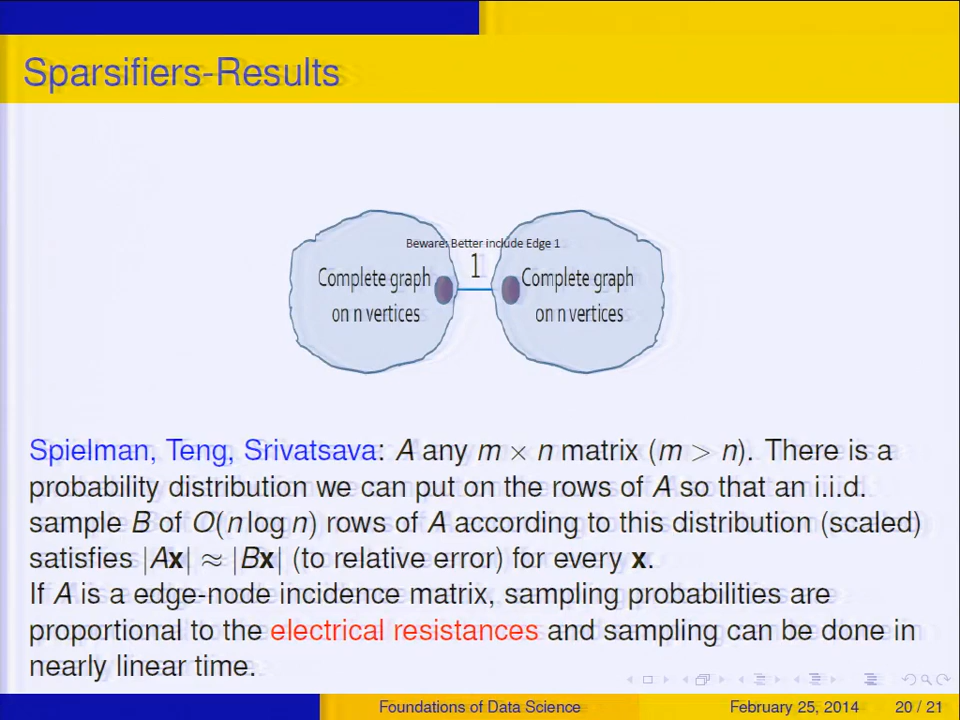 Sparsifiers-Results
Beware: Better include Edge 1
1
Complete graph
on n vertices
Complete graph
on n vertices
Spielman, Teng, Srivatsava: A any m × n matrix (m > n). There is a
probability distribution we can put on the rows of A so that an i.i.d.
sample B of O(n log n) rows of A according to this distribution (scaled)
satisfies |Ax| ≈ |Bx| (to relative error) for every x.
If A is a edge-node incidence matrix, sampling probabilities are
proportional to the electrical resistances and sampling can be done in
nearly linear time.
Foundations of Data Science February 25, 2014 20 / 21